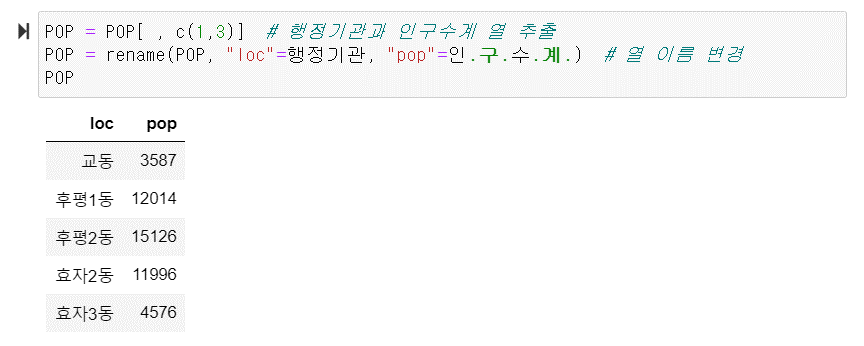 POP = POP[ , c(1,3)]  # 행정기관과 인구수계 열 추출
POP = rename(POP, "loc"=행정기관, "pop"=인.구.수.계.)  # 열 이름 변경
POP
loc pop
교동 3587
후평1동 12014
후평2동 15126
효자2동 11996
효자3동 4576